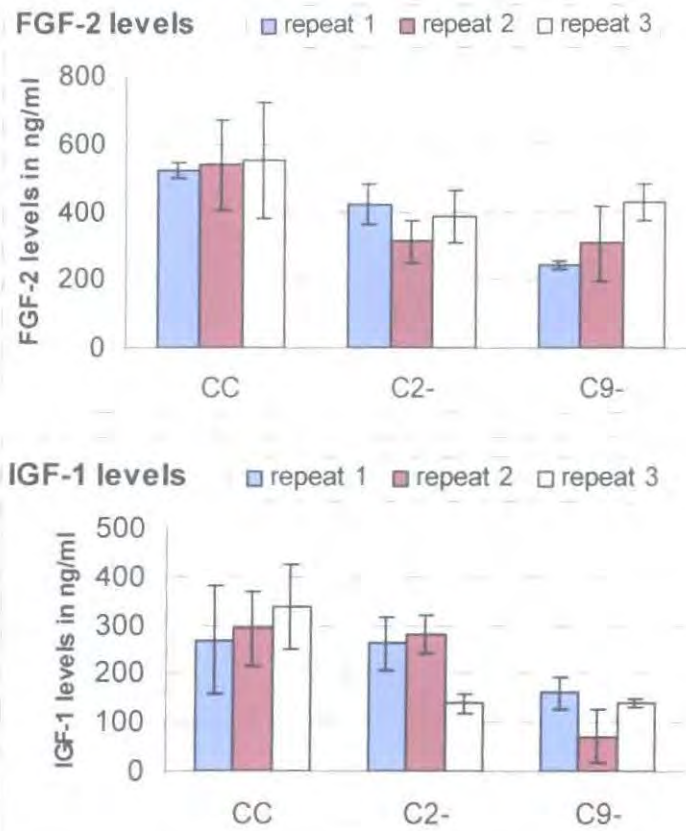 FGF-2 levels repeat 1 repeat 2 repeat 3
FGF-2 levels in ng/ml
800
600
400
200
0
CC C2- C9-
IGF-1 levels repeat 1 repeat 2 repeat 3
IGF-1 levels in ng/ml
500
400
300
200
100
0
CC C2- C9-